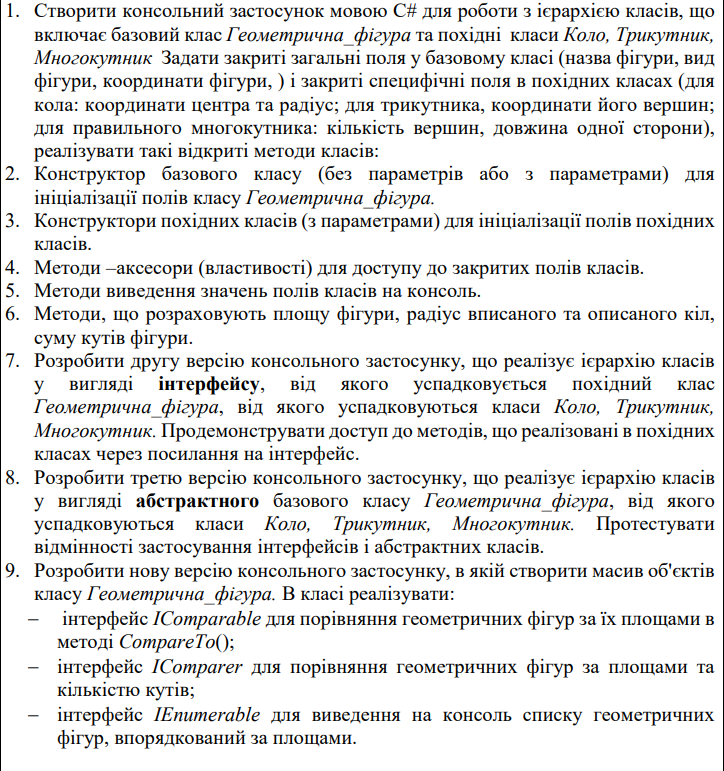 1. Створити консольний застосунок мовою C# для роботи з ієрархією класів, що
включає базовий клас Геометрична_фігура та похідні класи Коло, Трикутник,
Многокутник Задати закриті загальні поля у базовому класі (назва фігури, вид
фігури, координати фігури, ) і закриті специфічні поля в похідних класах (для
кола: координати центра та радіус; для трикутника, координати його вершин;
для правильного многокутника: кількість вершин, довжина одної сторони),
реалізувати такі відкриті методи класів:
2. Конструктор базового класу (без параметрів або з параметрами) для
ініціалізації полів класу Геометрична_фігура.
3. Конструктори похідних класів (з параметрами) для ініціалізації полів похідних
класів.
4. Методи –аксесори (властивості) для доступу до закритих полів класів.
5. Методи виведення значень полів класів на консоль.
6. Методи, що розраховують площу фігури, радіус вписаного та описаного кіл,
суму кутів фігури.
7. Розробити другу версію консольного застосунку, що реалізує ієрархію класів
у вигляді інтерфейсу, від якого успадковується похідний клас
Геометрична_фігура, від якого успадковуються класи Коло, Трикутник,
Многокутник. Продемонструвати доступ до методів, що реалізовані в похідних
класах через посилання на інтерфейс.
8. Розробити третю версію консольного застосунку, що реалізує ієрархію класів
у вигляді абстрактного базового класу Геометрична_фігура, від якого
успадковуються класи Коло, Трикутник, Многокутник. Протестувати
відмінності застосування інтерфейсів і абстрактних класів.
9. Розробити нову версію консольного застосунку, в якій створити масив об'єктів
класу Геометрична_фігура. В класі реалізувати:
– інтерфейс IComparable для порівняння геометричних фігур за їх площами в
методі CompareTo();
– інтерфейс IComparer для порівняння геометричних фігур за площами та
кількістю кутів;
– інтерфейс IEnumerable для виведення на консоль списку геометричних
фігур, впорядкований за площами.